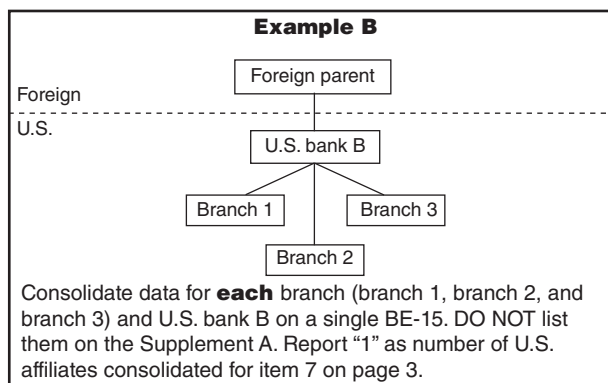 Example B
Foreign parent
Foreign
U.S.
U.S. bank B
Branch 1
Branch 3
Branch 2
Consolidate data for each branch (branch 1, branch 2, and
branch 3) and U.S. bank B on a single BE-15. DO NOT list
them on the Supplement A. Report “1” as number of U.S.
affiliates consolidated for item 7 on page 3.